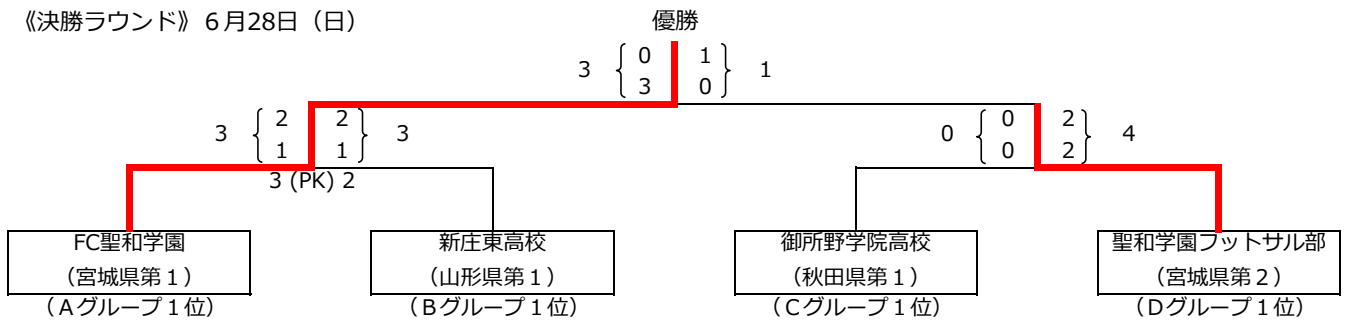 《決勝ラウンド》６月28日（日）
優勝
3 0 1 1
3 0
3 2 2 3
1 1
0 0 2 4
0 2
3 (PK) 2
FC聖和学園
（宮城県第１）
（Aグループ１位）
新庄東高校
（山形県第１）
（Bグループ１位）
御所野学院高校
（秋田県第１）
（Cグループ１位）
聖和学園フットサル部
（宮城県第２）
（Dグループ１位）